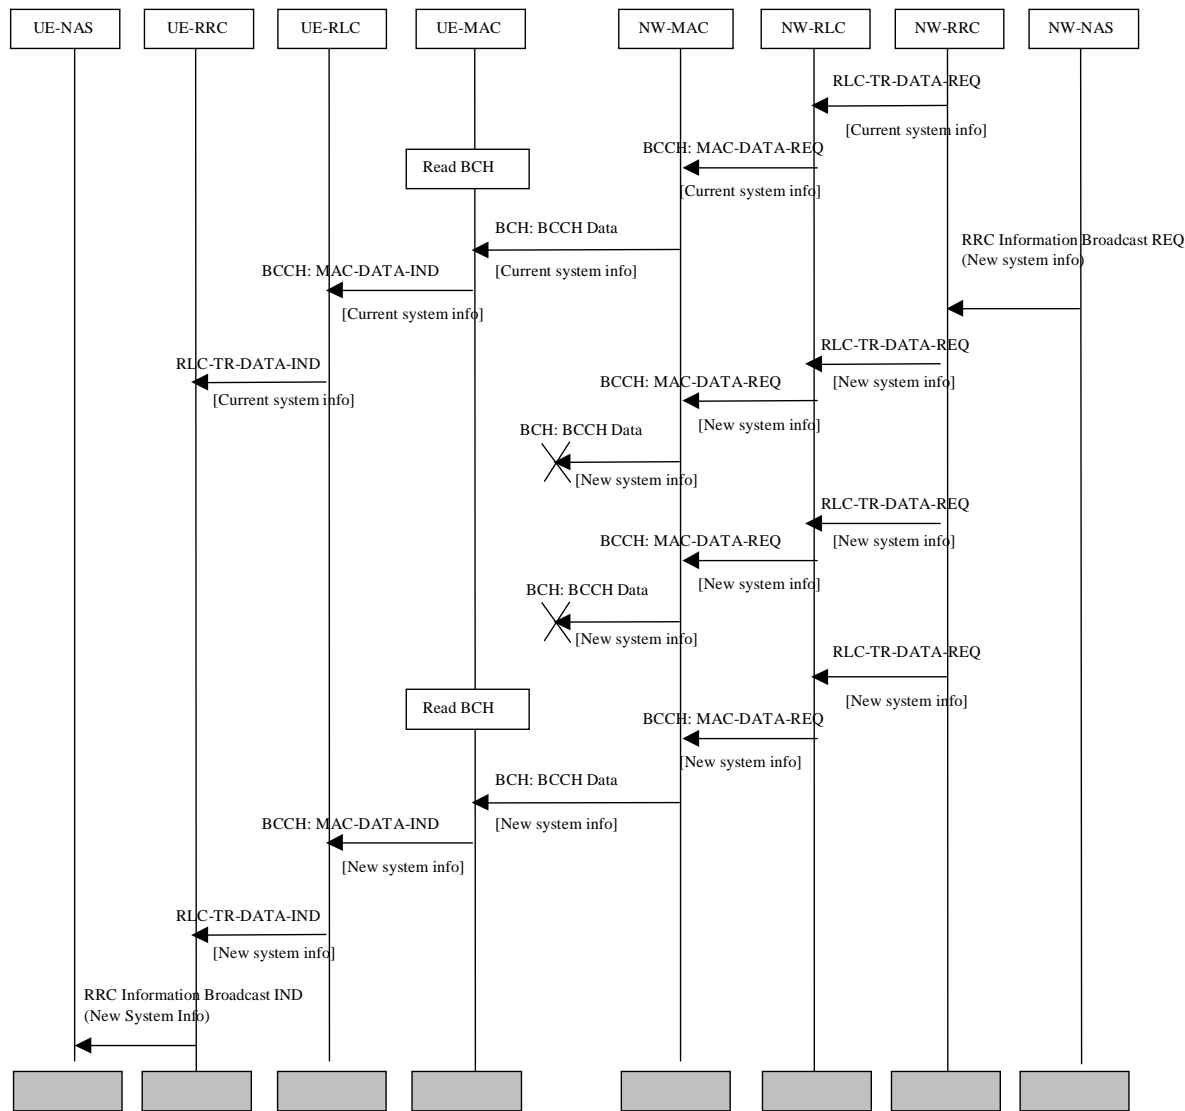 UE-NAS
UE-RRC
UE-RLC
UE-MAC
NW-MAC
NW-RLC
NW-RRC
NW-NAS
RLC-TR-DATA-REQ
[Current system info]
BCCH: MAC-DATA-REQ
Read BCH
[Current system info]
BCH: BCCH Data
RRC Information Broadcast REQ
(New system info)
BCCH: MAC-DATA-IND
[Current system info]
[Current system info]
RLC-TR-DATA-REQ
RLC-TR-DATA-IND
[New system info]
BCCH: MAC-DATA-REQ
[Current system info]
[New system info]
BCH: BCCH Data
[New system info]
RLC-TR-DATA-REQ
BCCH: MAC-DATA-REQ
[New system info]
[New system info]
BCH: BCCH Data
[New system info]
RLC-TR-DATA-REQ
[New system info]
Read BCH
BCCH: MAC-DATA-REQ
[New system info]
BCH: BCCH Data
BCCH: MAC-DATA-IND
[New system info]
[New system info]
RLC-TR-DATA-IND
[New system info]
RRC Information Broadcast IND
(New System Info)